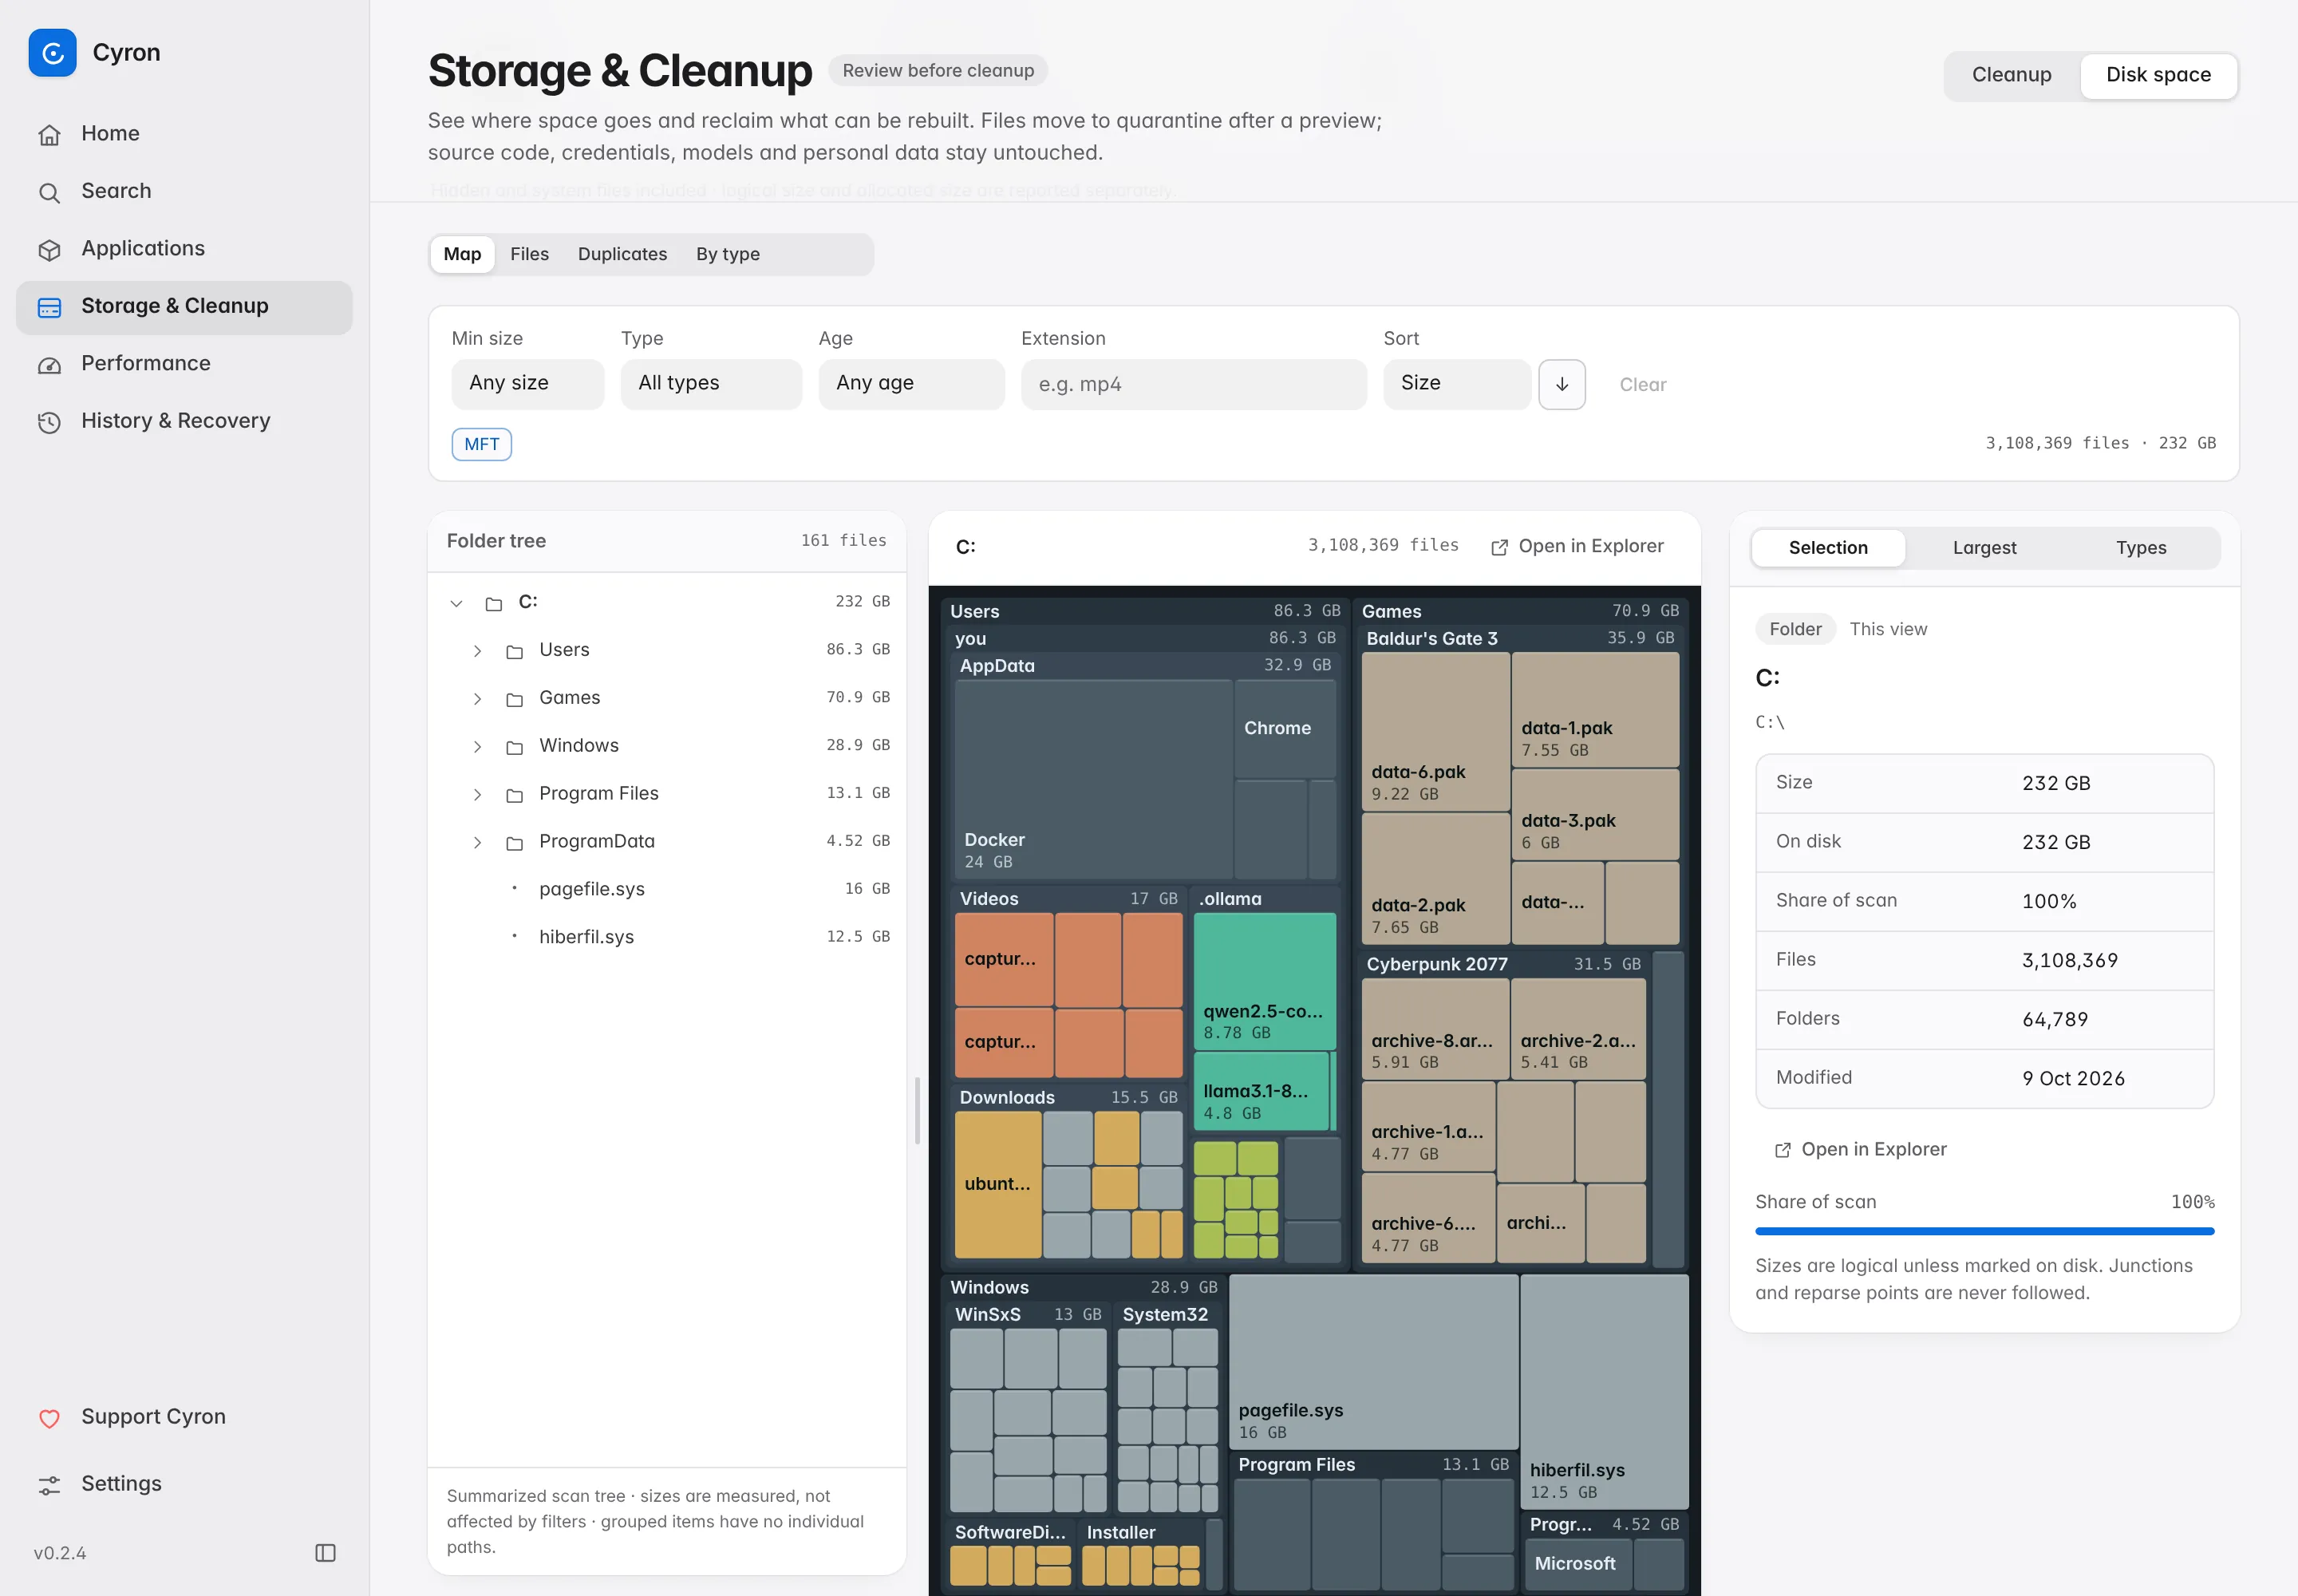 Cyron
Home
Search
Applications
Storage & Cleanup
Performance
History & Recovery
Support Cyron
Settings
v0.2.4
Storage & Cleanup
Review before cleanup
Cleanup
Disk space
See where space goes and reclaim what can be rebuilt. Files move to quarantine after a preview;
source code, credentials, models and personal data stay untouched.
Hidden and system files included · logical size and allocated size are reported separately.
Map
Files
Duplicates
By type
Min size
Type
Age
Extension
Sort
Any size
All types
Any age
e.g. mp4
Size
Clear
MFT
3,108,369 files · 232 GB
Folder tree
161 files
C:
232 GB
Users
86.3 GB
Games
70.9 GB
Windows
28.9 GB
Program Files
13.1 GB
ProgramData
4.52 GB
pagefile.sys
16 GB
hiberfil.sys
12.5 GB
Summarized scan tree · sizes are measured, not
affected by filters · grouped items have no individual
paths.
C:
3,108,369 files
Open in Explorer
Users
86.3 GB
you
86.3 GB
AppData
32.9 GB
Docker
24 GB
Chrome
Videos
17 GB
captur...
captur...
.ollama
qwen2.5-co...
8.78 GB
llama3.1-8...
4.8 GB
Downloads
15.5 GB
ubunt...
Games
70.9 GB
Baldur's Gate 3
35.9 GB
data-6.pak
9.22 GB
data-1.pak
7.55 GB
data-3.pak
6 GB
data-2.pak
7.65 GB
data-...
Cyberpunk 2077
31.5 GB
archive-8.ar...
5.91 GB
archive-2.a...
5.41 GB
archive-1.a...
4.77 GB
archive-6....
4.77 GB
archi...
Windows
28.9 GB
WinSxS
13 GB
System32
SoftwareDi...
Installer
pagefile.sys
16 GB
hiberfil.sys
12.5 GB
Program Files
13.1 GB
Progr...
4.52 GB
Microsoft
Selection
Largest
Types
Folder
This view
C:
C:\
Size
232 GB
On disk
232 GB
Share of scan
100%
Files
3,108,369
Folders
64,789
Modified
9 Oct 2026
Open in Explorer
Share of scan
100%
Sizes are logical unless marked on disk. Junctions
and reparse points are never followed.